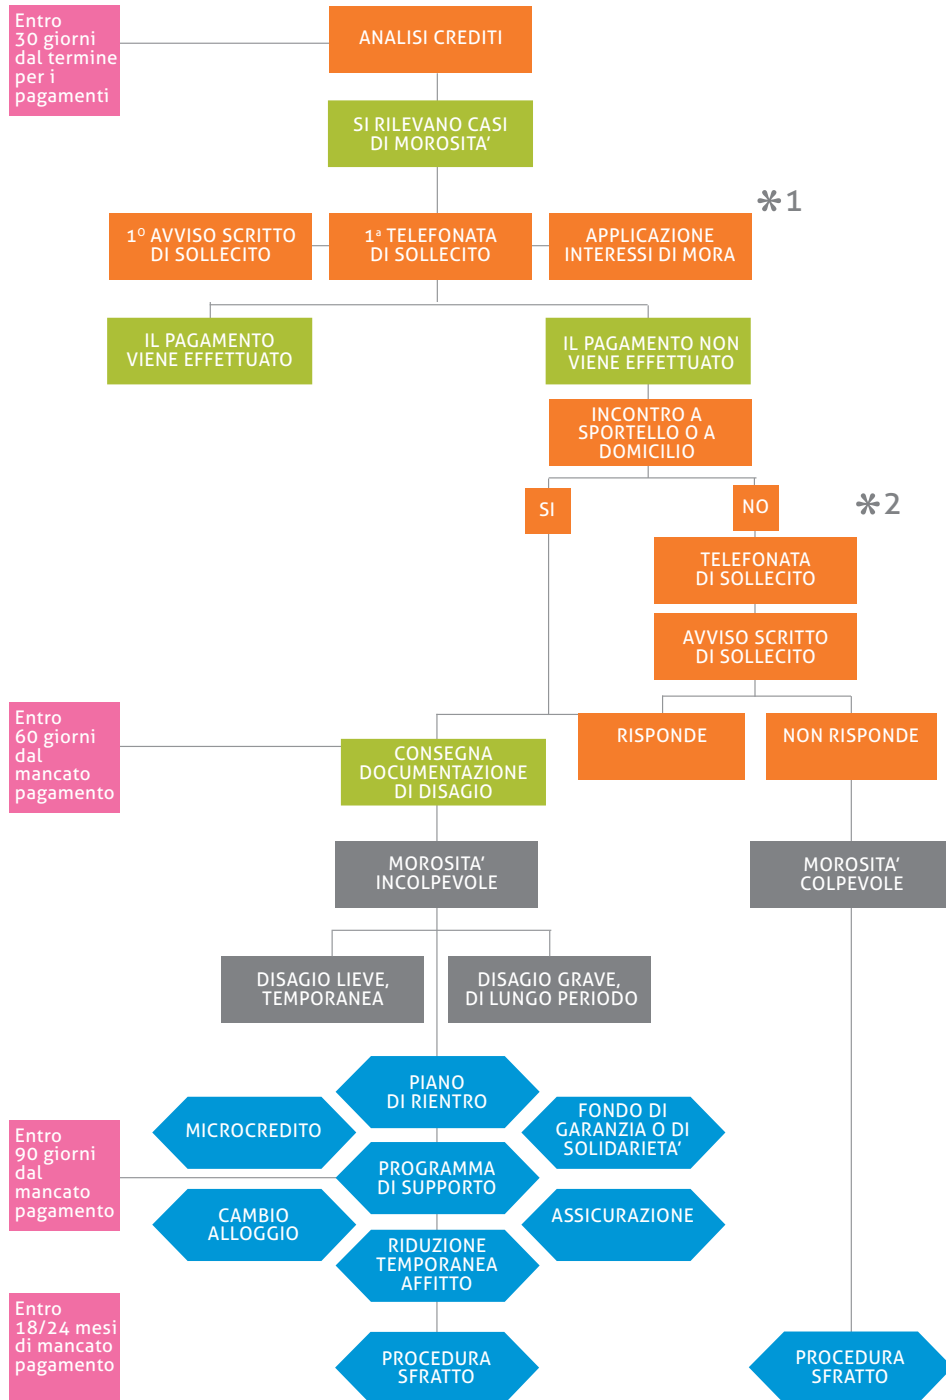 Entro
30 giorni
dal termine
per i
pagamenti
ANALISI CREDITI
SI RILEVANO CASI
DI MOROSITA'
*1
1º AVVISO SCRITTO
DI SOLLECITO
1ª TELEFONATA
DI SOLLECITO
APPLICAZIONE
INTERESSI DI MORA
IL PAGAMENTO
VIENE EFFETTUATO
IL PAGAMENTO NON
VIENE EFFETTUATO
INCONTRO A
SPORTELLO O A
DOMICILIO
SI
NO
*2
TELEFONATA
DI SOLLECITO
AVVISO SCRITTO
DI SOLLECITO
Entro
60 giorni
dal
mancato
pagamento
RISPONDE
NON RISPONDE
CONSEGNA
DOCUMENTAZIONE
DI DISAGIO
MOROSITA'
INCOLPEVOLE
MOROSITA'
COLPEVOLE
DISAGIO LIEVE,
TEMPORANEA
DISAGIO GRAVE,
DI LUNGO PERIODO
PIANO
DI RIENTRO
MICROCREDITO
FONDO DI
GARANZIA O DI
SOLIDARIETA'
Entro
90 giorni
dal
mancato
pagamento
PROGRAMMA
DI SUPPORTO
CAMBIO
ALLOGGIO
ASSICURAZIONE
RIDUZIONE
TEMPORANEA
AFFITTO
Entro
18/24 mesi
di mancato
pagamento
PROCEDURA
SFRATTO
PROCEDURA
SFRATTO